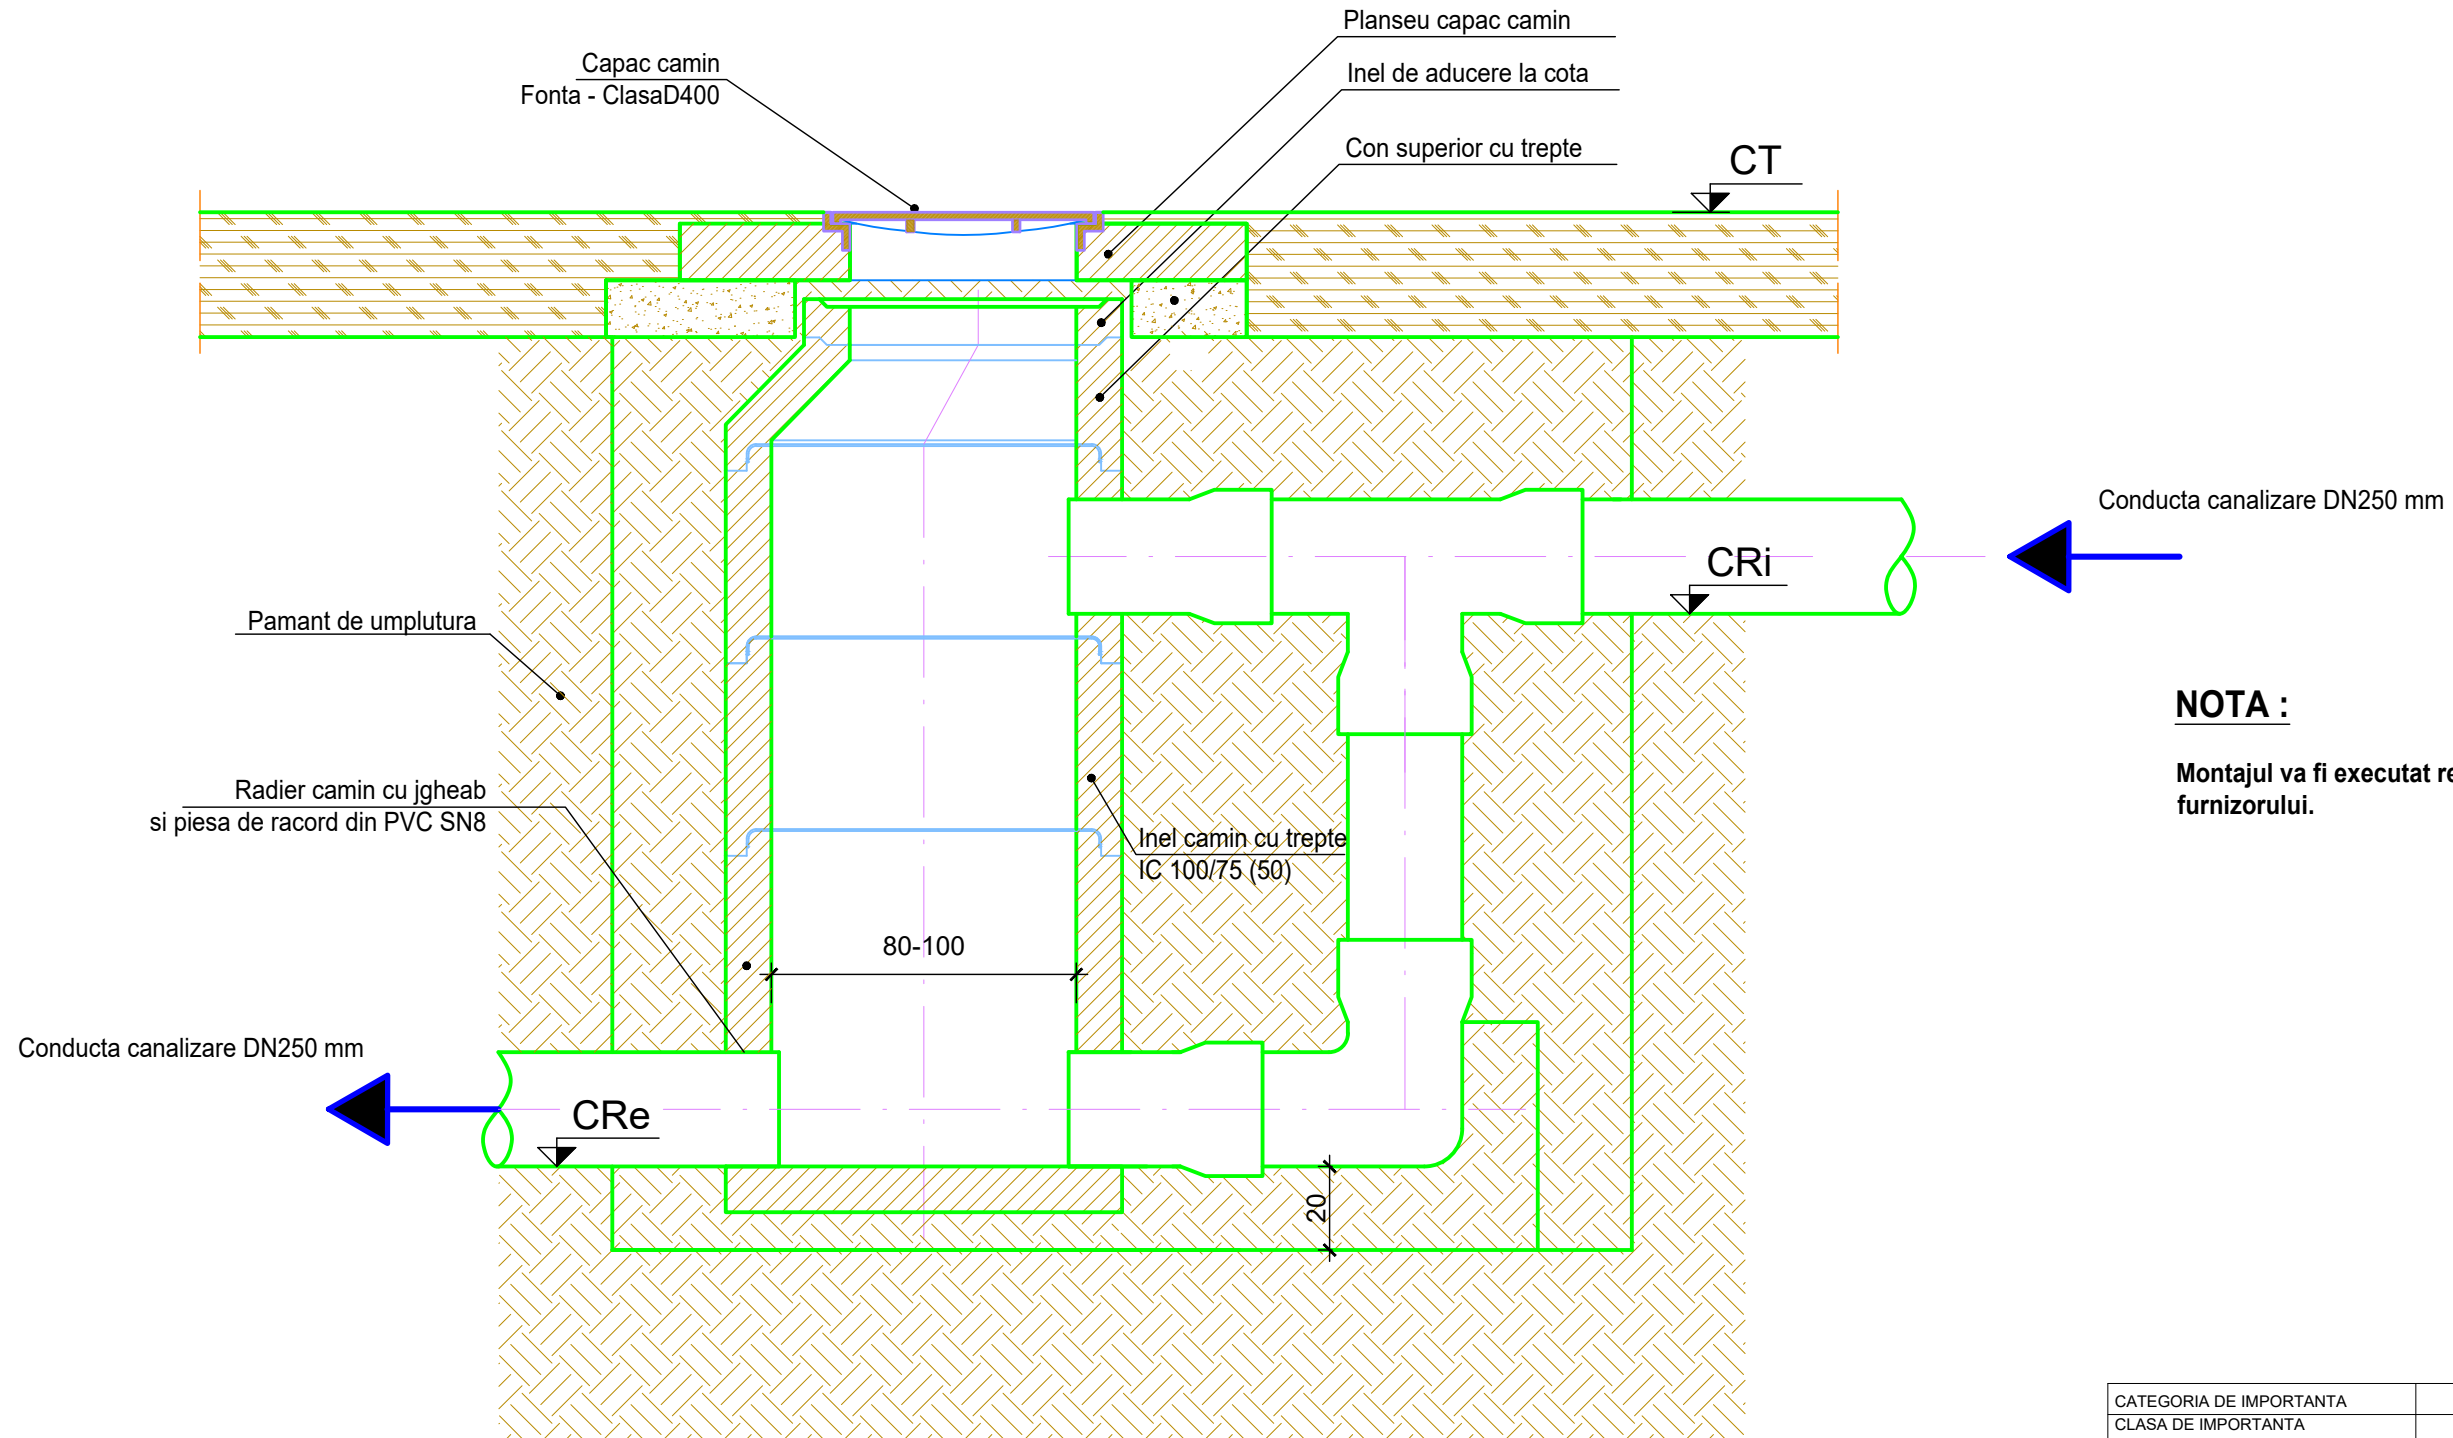 Planseu capac camin
Capac camin
Fonta - ClasaD400
Inel de aducere la cota
Con superior cu trepte
CT
Conducta canalizare DN250 mm
CRi
Pamant de umplutura
NOTA :
Montajul va fi executat
furnizorului.
Radier camin cu jgheab
si piesa de racord din PVC SN8
Inel camin cu trepte
IC 100/75 (50)
80-100
Conducta canalizare DN250 mm
CRe
20
CATEGORIA DE IMPORTANTA
CLASA DE IMPORTANTA